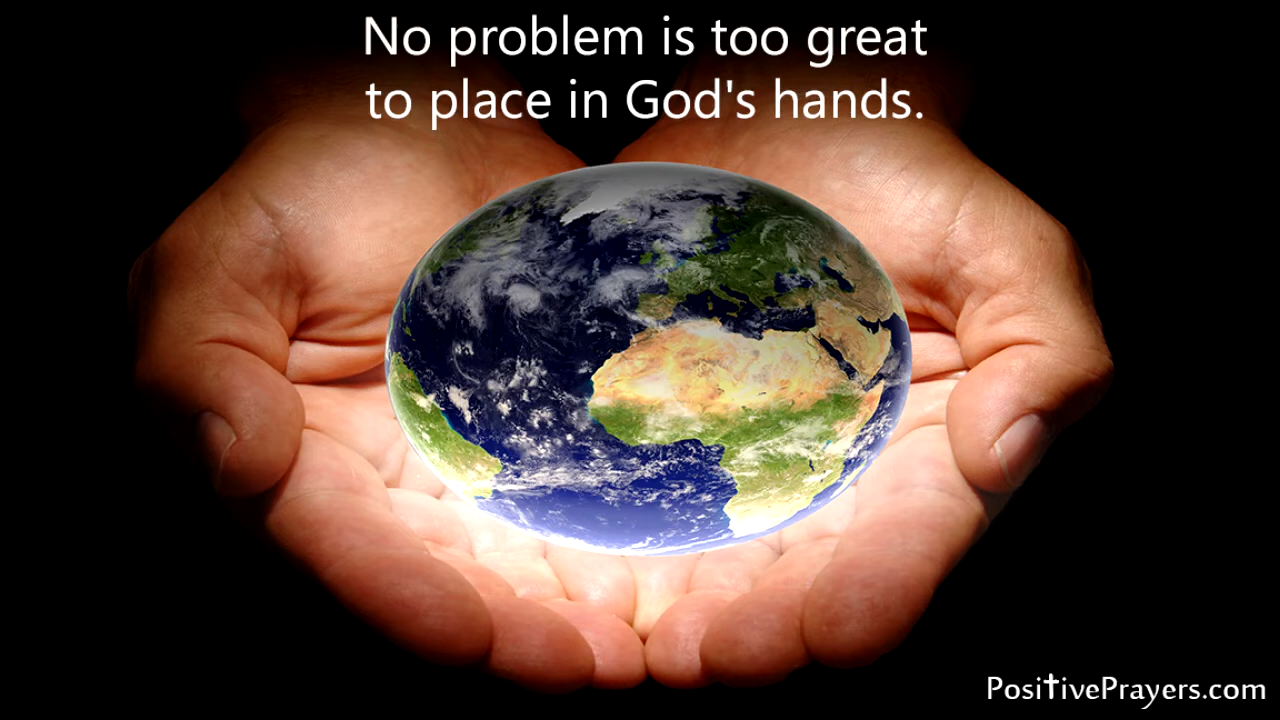 No problem is too great
to place in God's hands.
PositivePrayers.com